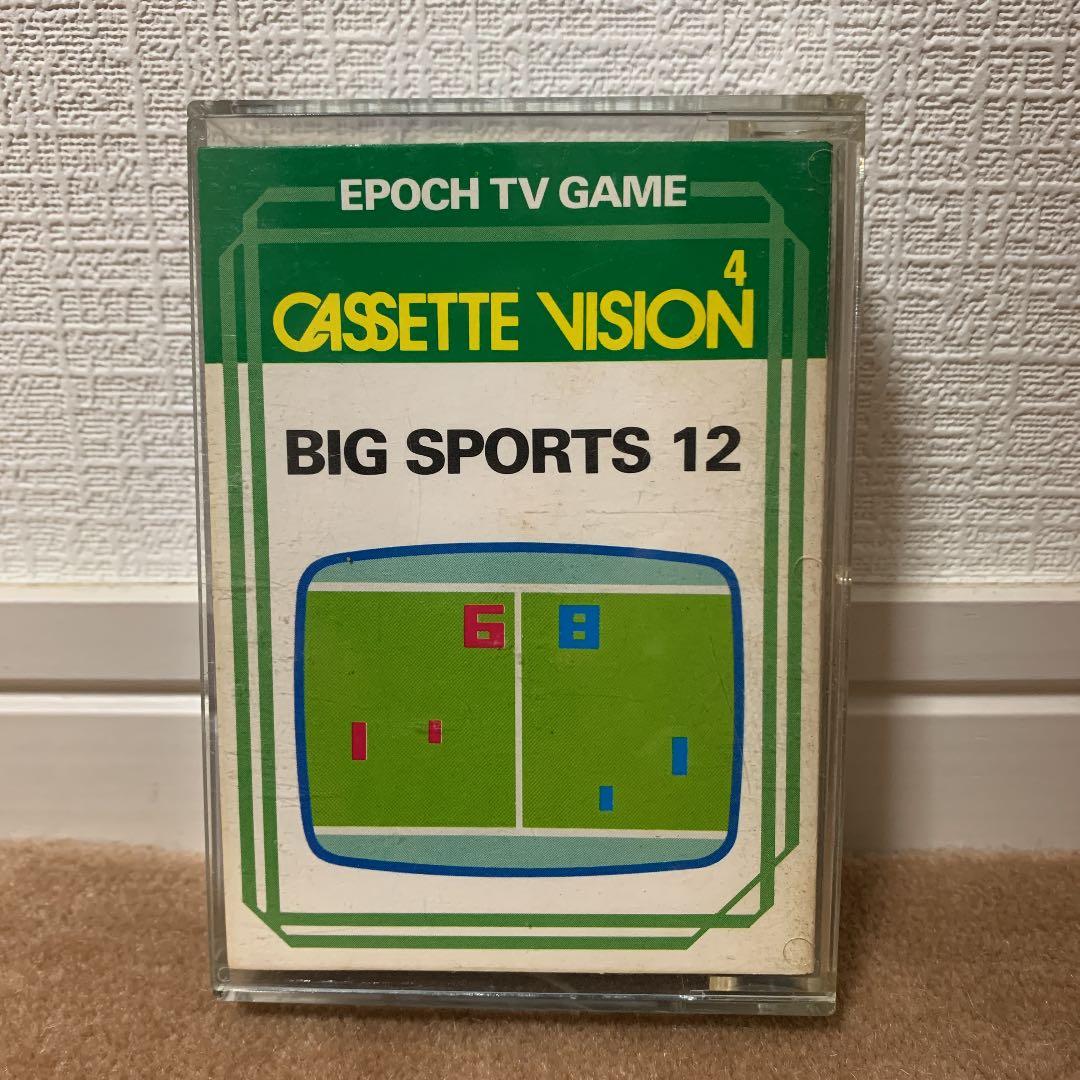 EPOCH TV GAME
4
CASSETTE VISION
BIG SPORTS 12
6 8